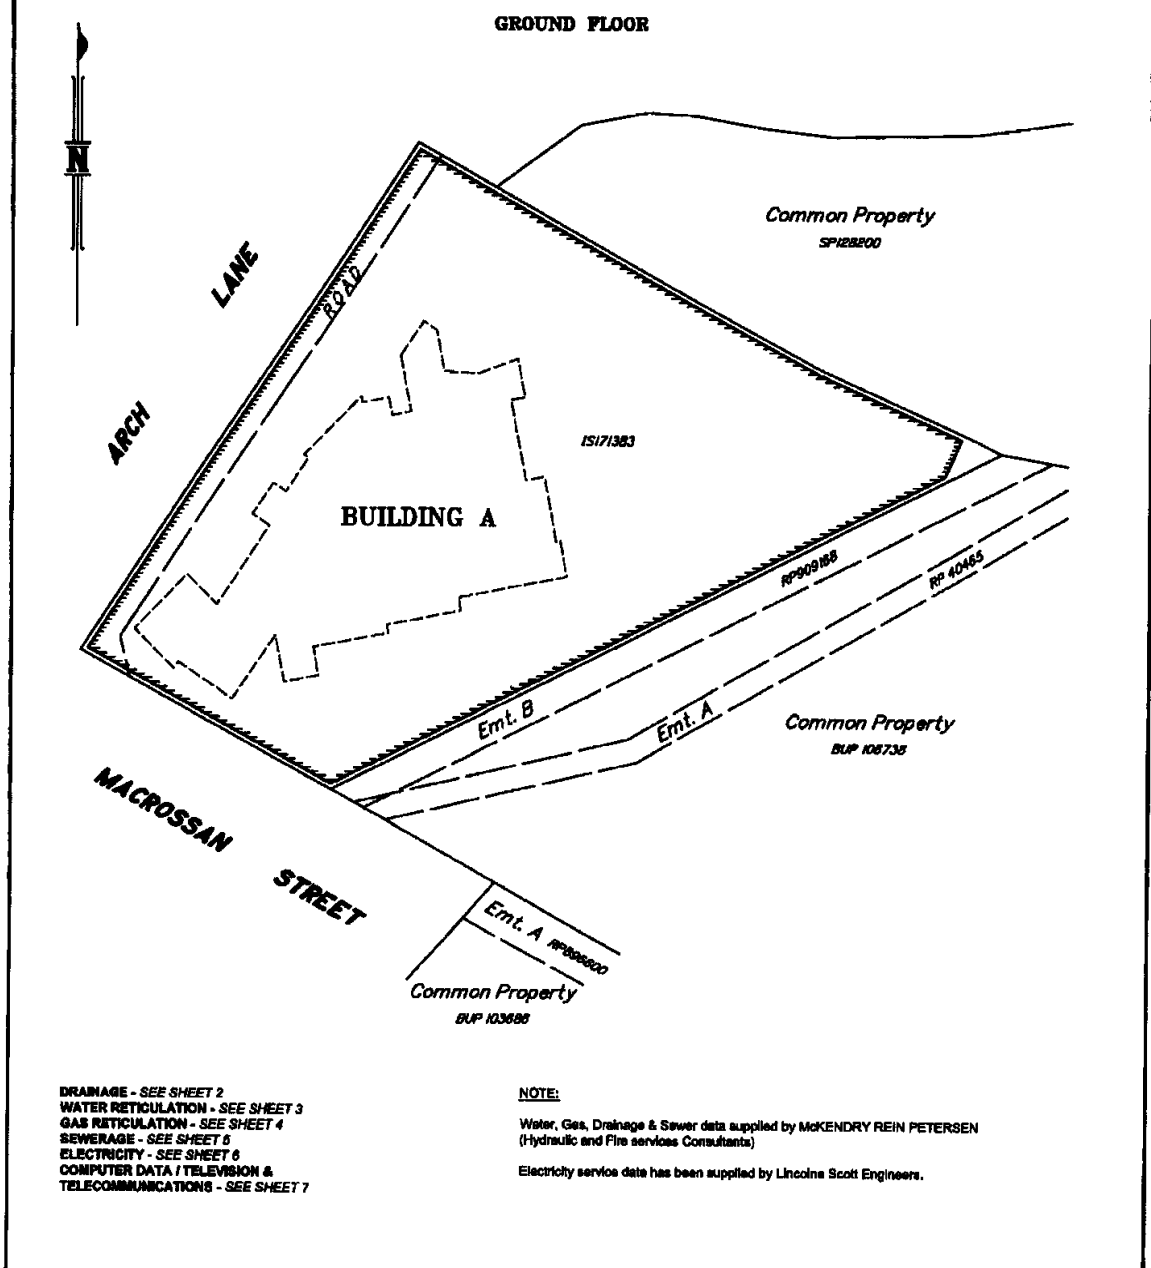 GROUND FLOOR
N
Common Property
SP128200
LANE
ROAD
ARCH
IS171383
BUILDING A
RP909168
RP 40465
Emt. B
Emt. A
Common Property
BUP 106738
MACROSSAN
STREET
Emt. A RP896800
Common Property
BUP 103686
DRAINAGE - SEE SHEET 2
WATER RETICULATION - SEE SHEET 3
GAS RETICULATION - SEE SHEET 4
SEWERAGE - SEE SHEET 5
ELECTRICITY - SEE SHEET 6
COMPUTER DATA / TELEVISION &
TELECOMMUNICATIONS - SEE SHEET 7
NOTE:
Water, Gas, Drainage & Sewer data supplied by McKENDRY REIN PETERSEN
(Hydraulic and Fire services Consultants)
Electricity service data has been supplied by Lincolne Scott Engineers.